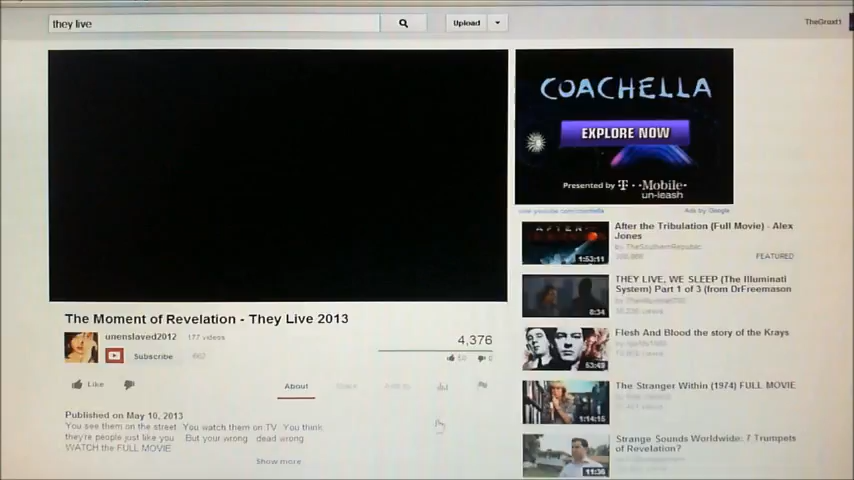 they live
Upload
TheGruxt1
COACHELLA
EXPLORE NOW
Presented by T··Mobile·
un-leash
Ads by Google
After the Tribulation (Full Movie) - Alex
Jones
by TheSouthernRepublic
FEATURED
1:53:11
THEY LIVE, WE SLEEP (The Illuminati
System) Part 1 of 3 (from DrFreemason
8:34
Flesh And Blood the story of the Krays
53:49
The Stranger Within (1974) FULL MOVIE
1:14:15
Strange Sounds Worldwide: 7 Trumpets
of Revelation?
11:36
The Moment of Revelation - They Live 2013
unenslaved2012 177 videos
Subscribe 662
4,376
Like
About
Share
Add to
Published on May 10, 2013
You see them on the street You watch them on TV You think
they're people just like you But your wrong dead wrong
WATCH the FULL MOVIE
Show more